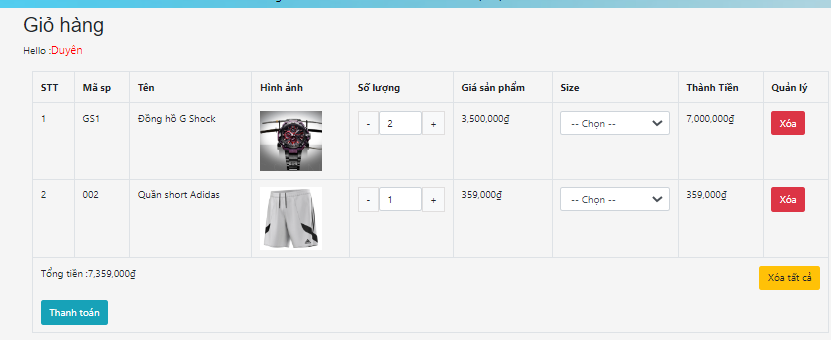 Giỏ hàng
Hello :Duyên
STT Mã sp Tên Hình ảnh Số lượng Giá sản phẩm Size Thành Tiền Quản lý
1 GS1 Đồng hồ G Shock - 2 + 3,500,000₫ -- Chọn -- 7,000,000₫ Xóa
2 002 Quần short Adidas - 1 + 359,000₫ -- Chọn -- 359,000₫ Xóa
Tổng tiền :7,359,000₫ Xóa tất cả
Thanh toán